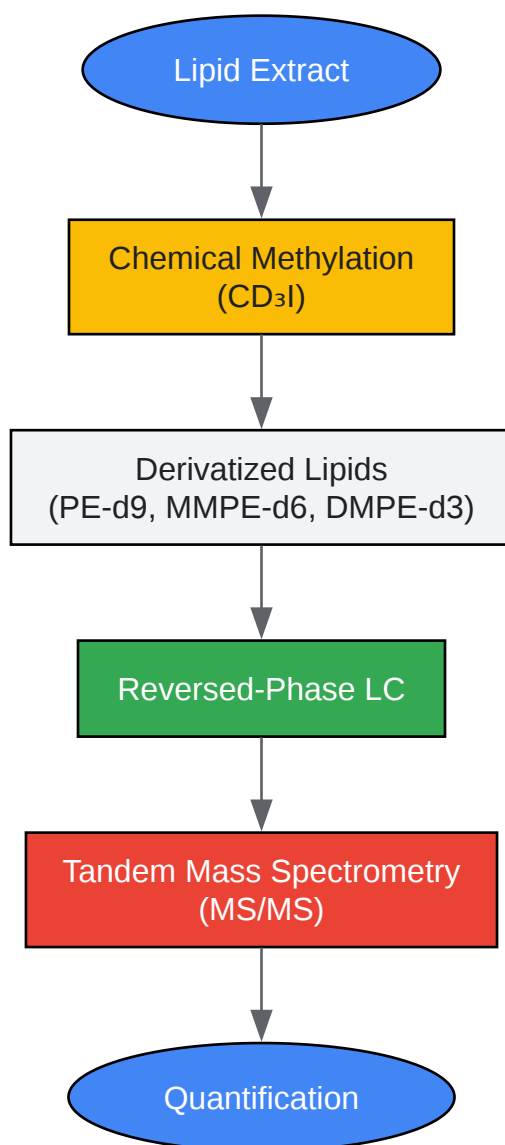 Lipid Extract
Chemical Methylation
(CD₃I)
Derivatized Lipids
(PE-d9, MMPE-d6, DMPE-d3)
Reversed-Phase LC
Tandem Mass Spectrometry
(MS/MS)
Quantification